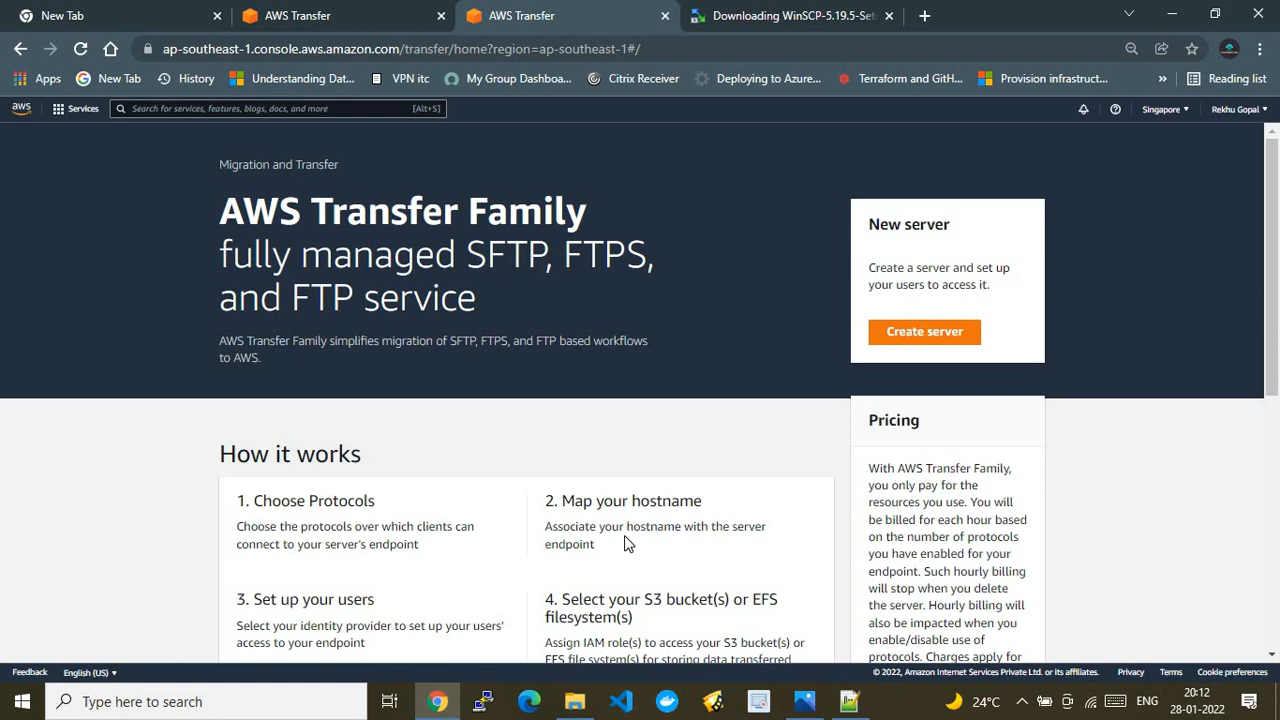 New Tab
AWS Transfer
AWS Transfer
Downloading WinSCP-5.19.5-Set
ap-southeast-1.console.aws.amazon.com/transfer/home?region=ap-southeast-1#/
Apps
New Tab
History
Understanding Dat...
VPN itc
My Group Dashboa...
Citrix Receiver
Deploying to Azure...
Terraform and GitH...
Provision infrastruct...
»
Reading list
aws
Services
Search for services, features, blogs, docs, and more
[Alt+S]
Singapore
Rekhu Gopal
Migration and Transfer
AWS Transfer Family
fully managed SFTP, FTPS,
and FTP service
AWS Transfer Family simplifies migration of SFTP, FTPS, and FTP based workflows
to AWS.
New server
Create a server and set up
your users to access it.
Create server
How it works
1. Choose Protocols
Choose the protocols over which clients can
connect to your server's endpoint
2. Map your hostname
Associate your hostname with the server
endpoint
3. Set up your users
Select your identity provider to set up your users'
access to your endpoint
4. Select your S3 bucket(s) or EFS
filesystem(s)
Assign IAM role(s) to access your S3 bucket(s) or
EFS file system(s) for storing data transferred
Pricing
With AWS Transfer Family,
you only pay for the
resources you use. You will
be billed for each hour based
on the number of protocols
you have enabled for your
endpoint. Such hourly billing
will stop when you delete
the server. Hourly billing will
also be impacted when you
enable/disable use of
protocols. Charges apply for
Feedback
English (US)
© 2022, Amazon Internet Services Private Ltd. or its affiliates.
Privacy
Terms
Cookie preferences
Type here to search
24°C
ENG
20:12
28-01-2022